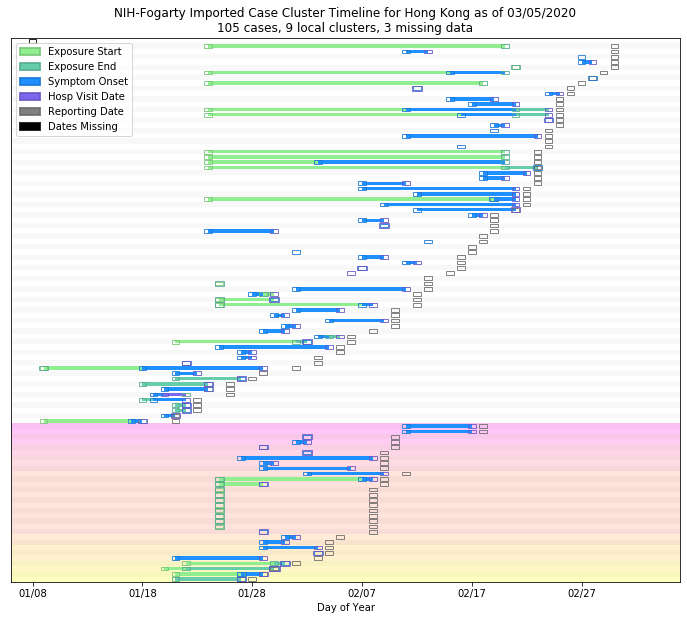 NIH-Fogarty Imported Case Cluster Timeline for Hong Kong as of 03/05/2020
105 cases, 9 local clusters, 3 missing data
Exposure Start
Exposure End
Symptom Onset
Hosp Visit Date
Reporting Date
Dates Missing
01/08 01/18 01/28 02/07 02/17 02/27
Day of Year